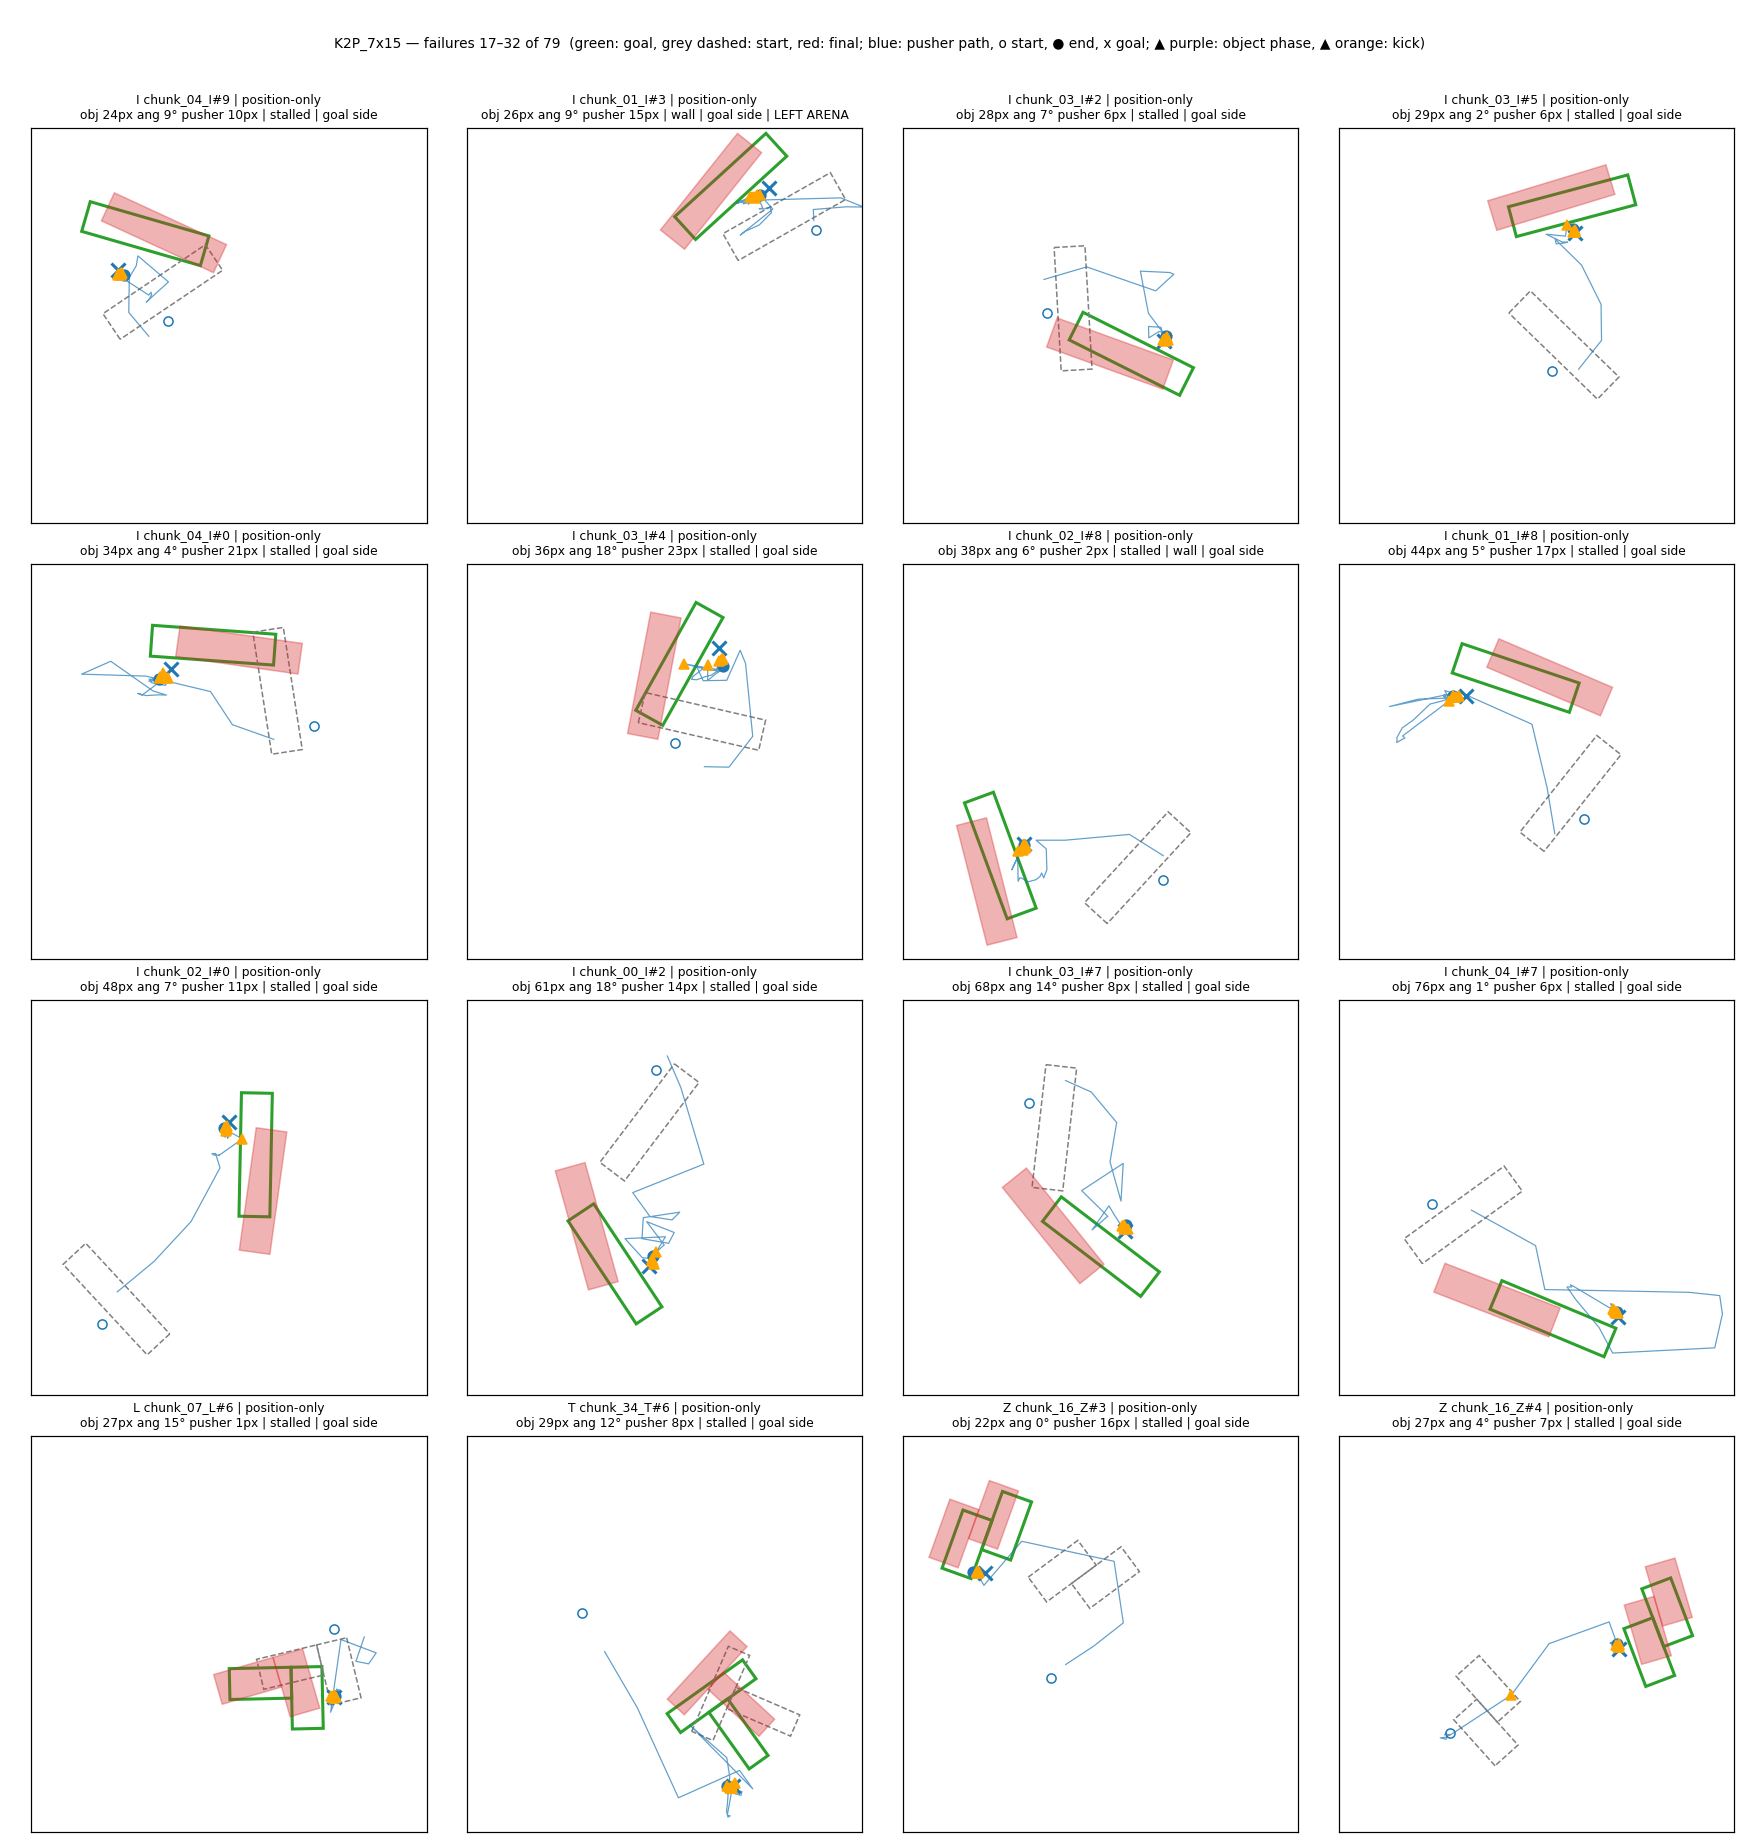 K2P_7x15 — failures 17–32 of 79  (green: goal, grey dashed: start, red: final; blue: pusher path, o start, ● end, x goal; ▲ purple: object phase, ▲ orange: kick)
I chunk_04_I#9 | position-only
obj 24px ang 9° pusher 10px | stalled | goal side
I chunk_01_I#3 | position-only
obj 26px ang 9° pusher 15px | wall | goal side | LEFT ARENA
I chunk_03_I#2 | position-only
obj 28px ang 7° pusher 6px | stalled | goal side
I chunk_03_I#5 | position-only
obj 29px ang 2° pusher 6px | stalled | goal side
I chunk_04_I#0 | position-only
obj 34px ang 4° pusher 21px | stalled | goal side
I chunk_03_I#4 | position-only
obj 36px ang 18° pusher 23px | stalled | goal side
I chunk_02_I#8 | position-only
obj 38px ang 6° pusher 2px | stalled | wall | goal side
I chunk_01_I#8 | position-only
obj 44px ang 5° pusher 17px | stalled | goal side
I chunk_02_I#0 | position-only
obj 48px ang 7° pusher 11px | stalled | goal side
I chunk_00_I#2 | position-only
obj 61px ang 18° pusher 14px | stalled | goal side
I chunk_03_I#7 | position-only
obj 68px ang 14° pusher 8px | stalled | goal side
I chunk_04_I#7 | position-only
obj 76px ang 1° pusher 6px | stalled | goal side
L chunk_07_L#6 | position-only
obj 27px ang 15° pusher 1px | stalled | goal side
T chunk_34_T#6 | position-only
obj 29px ang 12° pusher 8px | stalled | goal side
Z chunk_16_Z#3 | position-only
obj 22px ang 0° pusher 16px | stalled | goal side
Z chunk_16_Z#4 | position-only
obj 27px ang 4° pusher 7px | stalled | goal side